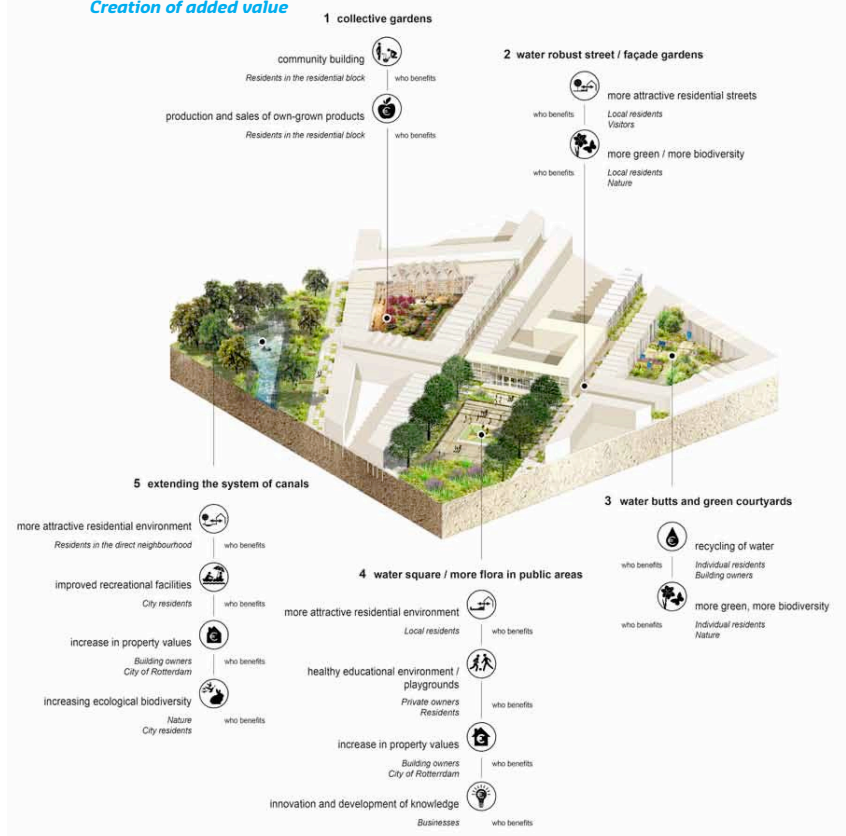 Creation of added value
1 collective gardens
community building
Residents in the residential block
who benefits
production and sales of own-grown products
Residents in the residential block
who benefits
2 water robust street / façade gardens
more attractive residential streets
who benefits
Local residents
Visitors
more green / more biodiversity
who benefits
Local residents
Nature
5 extending the system of canals
more attractive residential environment
Residents in the direct neighbourhood
who benefits
improved recreational facilities
City residents
who benefits
increase in property values
Building owners
City of Rotterdam
who benefits
increasing ecological biodiversity
Nature
City residents
who benefits
4 water square / more flora in public areas
more attractive residential environment
Local residents
who benefits
healthy educational environment /
playgrounds
Private owners
Residents
who benefits
increase in property values
Building owners
City of Rotterrdam
who benefits
innovation and development of knowledge
Businesses
who benefits
3 water butts and green courtyards
recycling of water
who benefits
Individual residents
Building owners
more green, more biodiversity
who benefits
Individual residents
Nature